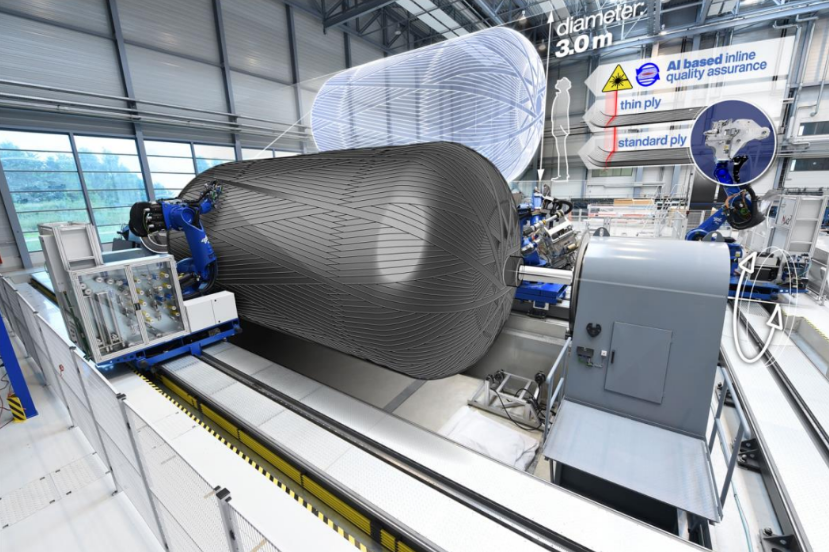 diameter:
3.0 m
AI based inline
quality assurance
thin ply
standard ply